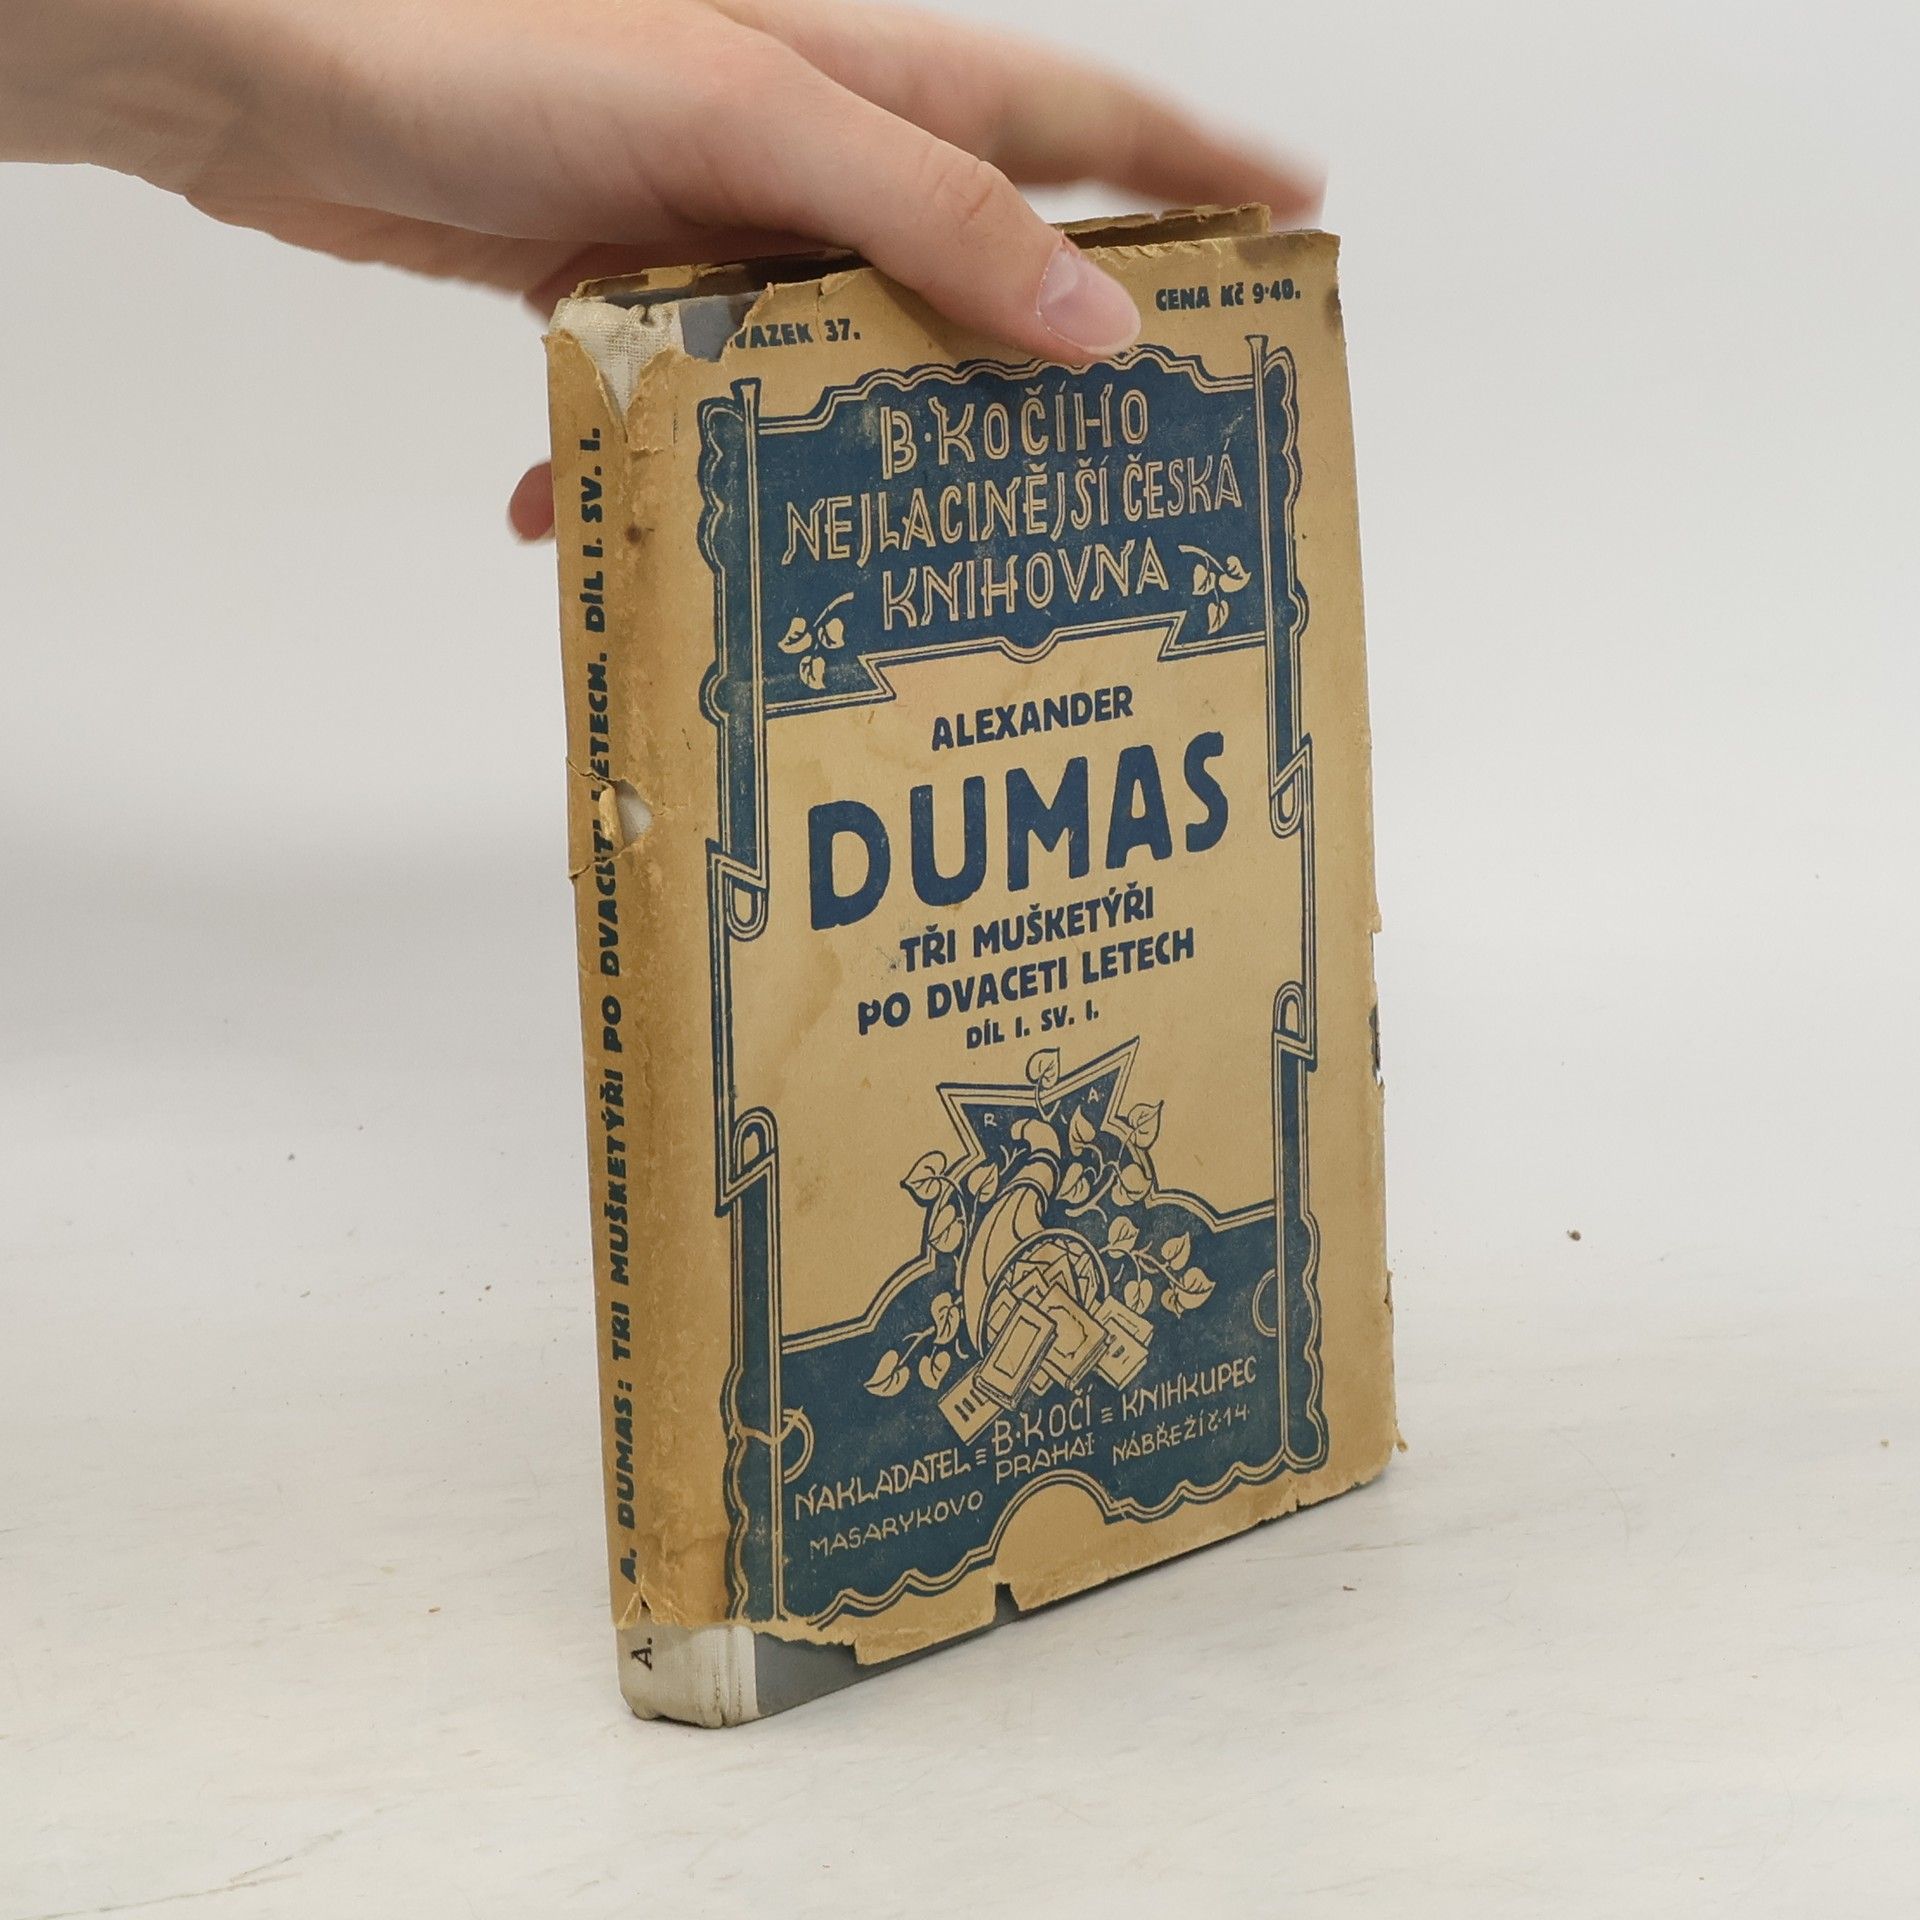 VAZEK 37.
CENA Kč 9·40.
B·KOČÍHO
NEJLACINĚJŠÍ ČESKÁ
KNIHOVNA
ALEXANDER
DUMAS
TŘI MUŠKETÝŘI
PO DVACETI LETECH
DÍL I. SV. I.
R A
NAKLADATEL B·KOČÍ KNIHKUPEC
MASARYKOVO PRAHA I NÁBŘEŽÍ Č·14
A. DUMAS: TŘI MUŠKETÝŘI PO DVACETI LETECH. DÍL I. SV. I.
A.